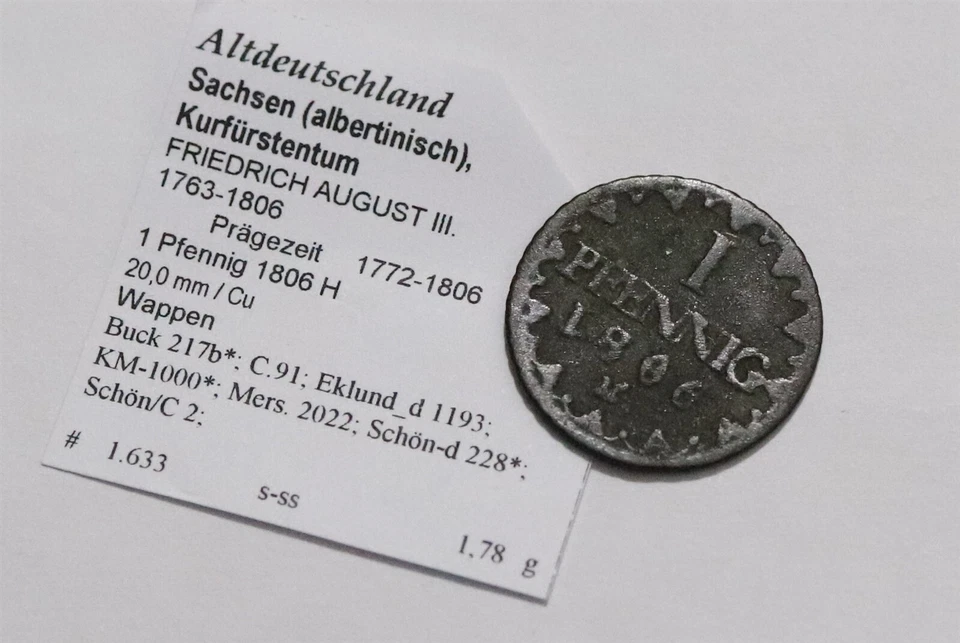 Altdeutschland
Sachsen (albertinisch),
Kurfürstentum
FRIEDRICH AUGUST III.
1763-1806
Prägezeit 1772-1806
1 Pfennig 1806 H
20,0 mm / Cu
Wappen
Buck 217b*; C.91; Eklund_d 1193;
KM-1000*; Mers. 2022; Schön-d 228*;
Schön/C 2;
# 1.633
s-ss
1,78 g
I
PFENNIG
1806